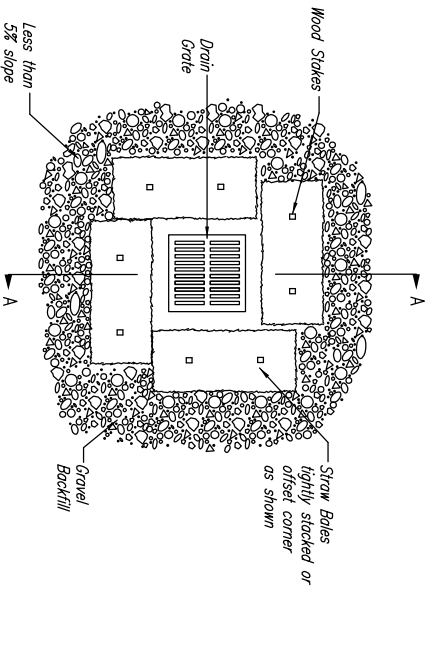 Wood Stakes
Drain
Grate
Less than
5% slope
A
A
Straw Bales
tightly stacked or
offset corner
as shown
Gravel
Backfill